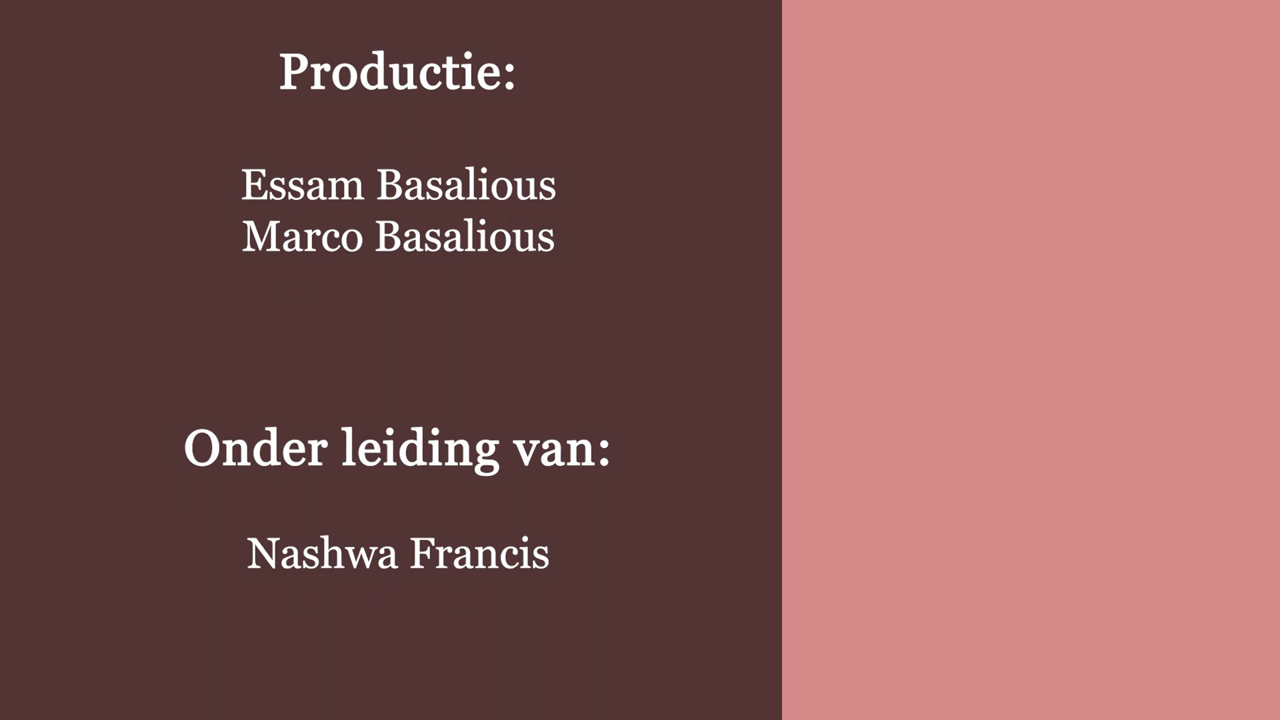 Productie:
Essam Basalious
Marco Basalious
Onder leiding van:
Nashwa Francis